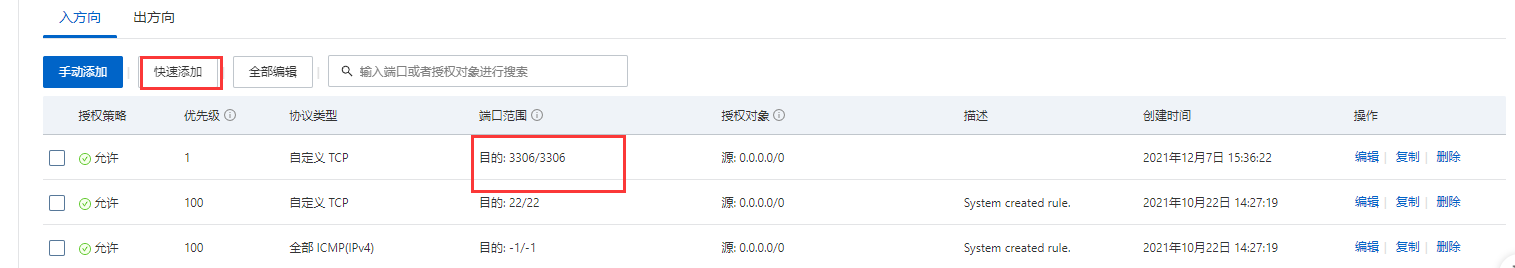 入方向 出方向
手动添加 快速添加 全部编辑 输入端口或者授权对象进行搜索
授权策略 优先级 协议类型 端口范围 授权对象 描述 创建时间 操作
允许 1 自定义 TCP 目的: 3306/3306 源: 0.0.0.0/0 2021年12月7日 15:36:22 编辑 复制 删除
允许 100 自定义 TCP 目的: 22/22 源: 0.0.0.0/0 System created rule. 2021年10月22日 14:27:19 编辑 复制 删除
允许 100 全部 ICMP(IPv4) 目的: -1/-1 源: 0.0.0.0/0 System created rule. 2021年10月22日 14:27:19 编辑 复制 删除